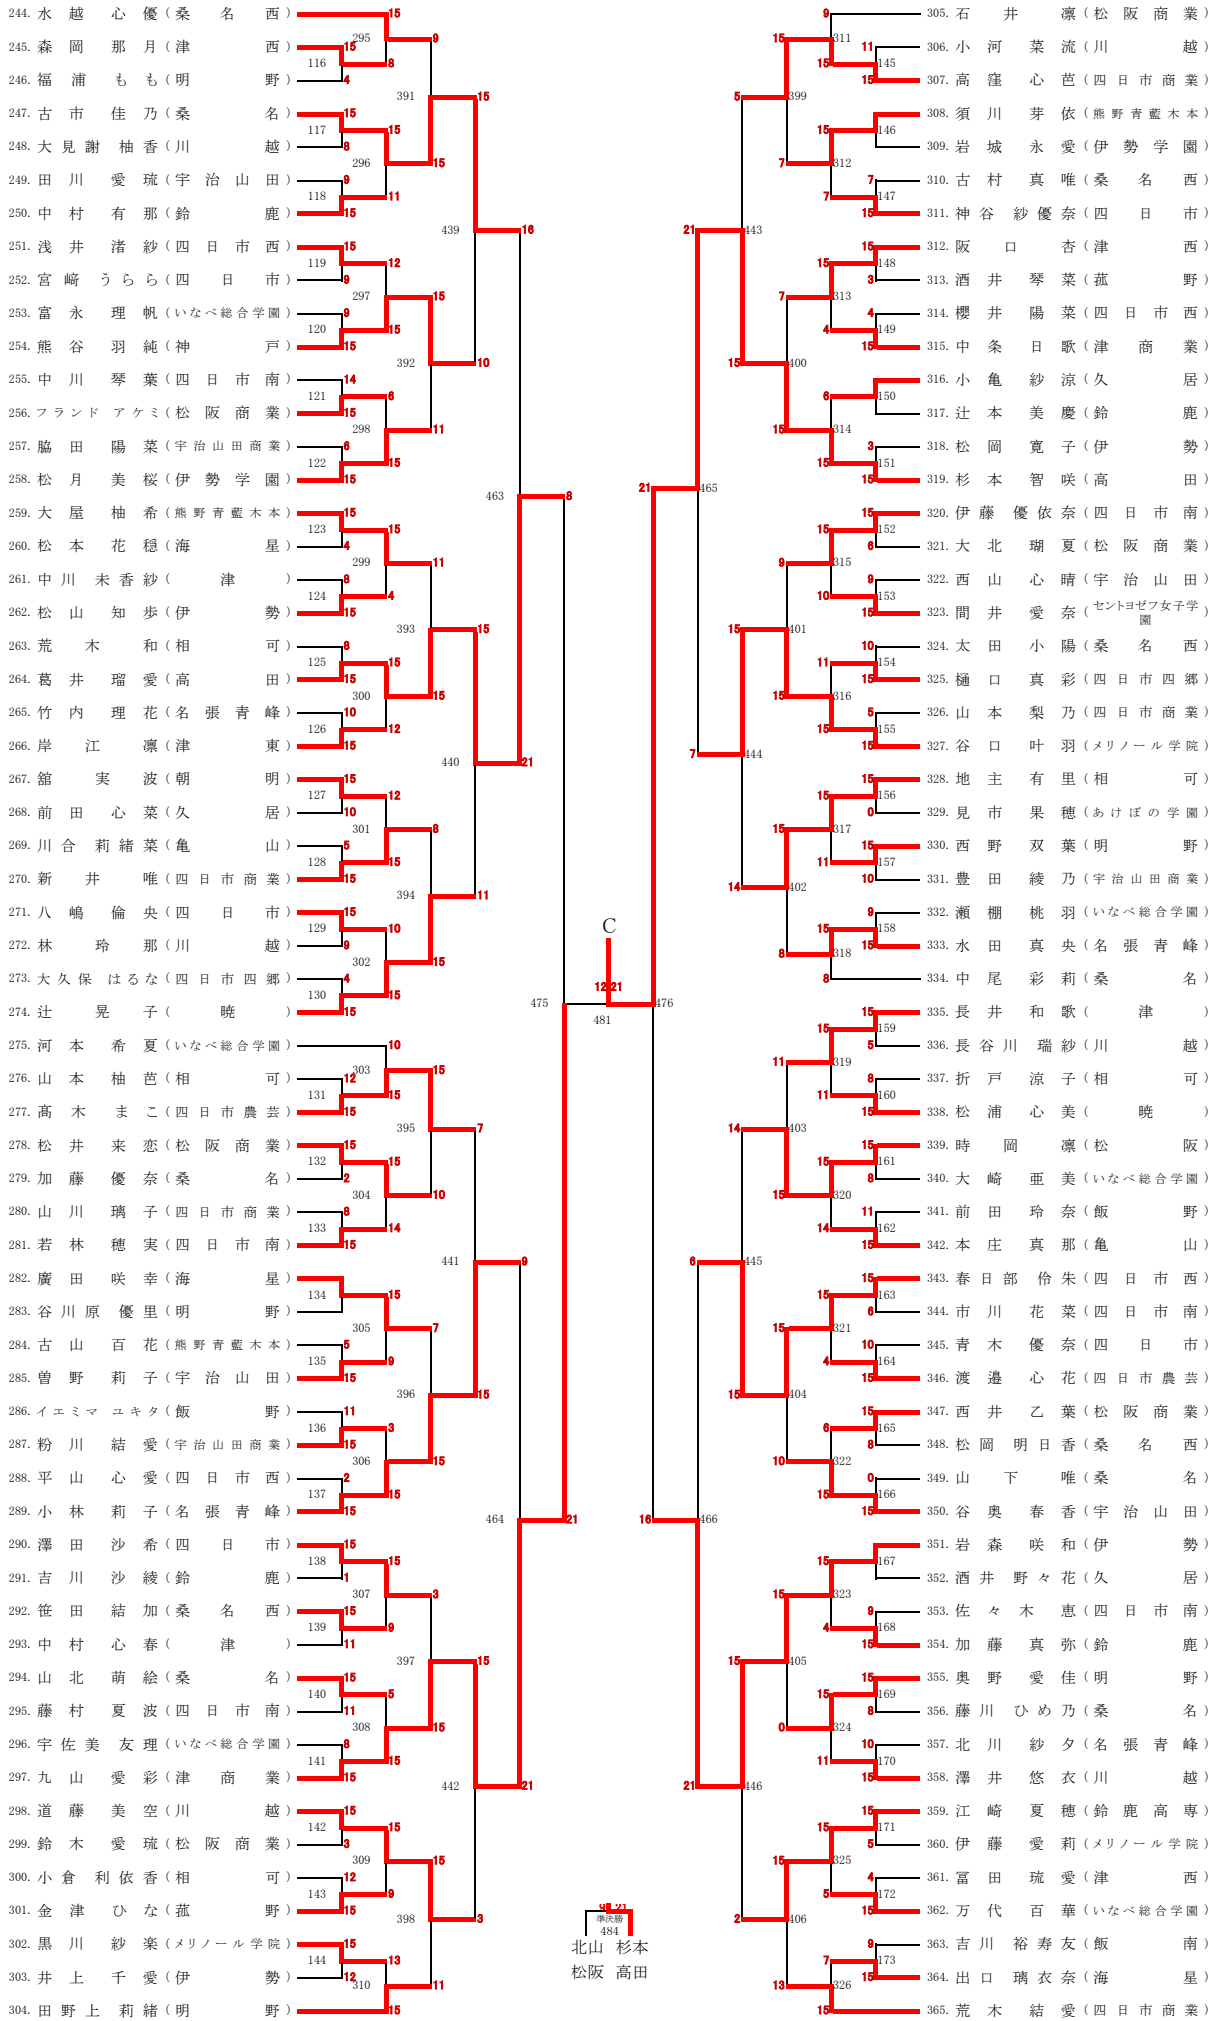 244. 水越心優(桑名西)
245. 森岡那月(津西)
246. 福浦もも(明野)
247. 古市佳乃(桑名)
248. 大見謝柚香(川越)
249. 田川愛琉(宇治山田)
250. 中村有那(鈴鹿)
251. 浅井渚紗(四日市西)
252. 宮﨑うらら(四日市)
253. 富永理帆(いなべ総合学園)
254. 熊谷羽純(神戸)
255. 中川琴葉(四日市南)
256. フランドアケミ(松阪商業)
257. 脇田陽菜(宇治山田商業)
258. 松月美桜(伊勢学園)
259. 大屋柚希(熊野青藍木本)
260. 松本花穏(海星)
261. 中川未香紗(津)
262. 松山知歩(伊勢)
263. 荒木和(相可)
264. 葛井瑠愛(高田)
265. 竹内理花(名張青峰)
266. 岸江凛(津東)
267. 舘実波(朝明)
268. 前田心菜(久居)
269. 川合莉緒菜(亀山)
270. 新井唯(四日市商業)
271. 八嶋倫央(四日市)
272. 林玲那(川越)
273. 大久保はるな(四日市四郷)
274. 辻晃子(暁)
275. 河本希夏(いなべ総合学園)
276. 山本柚芭(相可)
277. 髙木まこ(四日市農芸)
278. 松井来恋(松阪商業)
279. 加藤優奈(桑名)
280. 山川璃子(四日市商業)
281. 若林穂実(四日市南)
282. 廣田咲幸(海星)
283. 谷川原優里(明野)
284. 古山百花(熊野青藍木本)
285. 曽野莉子(宇治山田)
286. イエミマユキタ(飯野)
287. 粉川結愛(宇治山田商業)
288. 平山心愛(四日市西)
289. 小林莉子(名張青峰)
290. 澤田沙希(四日市)
291. 吉川沙綾(鈴鹿)
292. 笹田結加(桑名西)
293. 中村心春(津)
294. 山北萌絵(桑名)
295. 藤村夏波(四日市南)
296. 宇佐美友理(いなべ総合学園)
297. 九山愛彩(津商業)
298. 道藤美空(川越)
299. 鈴木愛琉(松阪商業)
300. 小倉利依香(相可)
301. 金津ひな(菰野)
302. 黒川紗楽(メリノール学院)
303. 井上千愛(伊勢)
304. 田野上莉緒(明野)
C
12 21
481
9 21
準決勝
484
北山 杉本
松阪 高田
305. 石井凛(松阪商業)
306. 小河菜流(川越)
307. 高窪心芭(四日市商業)
308. 須川芽依(熊野青藍木本)
309. 岩城永愛(伊勢学園)
310. 古村真唯(桑名西)
311. 神谷紗優奈(四日市)
312. 阪口杏(津西)
313. 酒井琴菜(菰野)
314. 櫻井陽菜(四日市西)
315. 中条日歌(津商業)
316. 小亀紗涼(久居)
317. 辻本美慶(鈴鹿)
318. 松岡寛子(伊勢)
319. 杉本智咲(高田)
320. 伊藤優依奈(四日市南)
321. 大北瑚夏(松阪商業)
322. 西山心晴(宇治山田)
323. 間井愛奈(セントヨゼフ女子学園)
324. 太田小陽(桑名西)
325. 樋口真彩(四日市四郷)
326. 山本梨乃(四日市商業)
327. 谷口叶羽(メリノール学院)
328. 地主有里(相可)
329. 見市果穂(あけぼの学園)
330. 西野双葉(明野)
331. 豊田綾乃(宇治山田商業)
332. 瀬棚桃羽(いなべ総合学園)
333. 水田真央(名張青峰)
334. 中尾彩莉(桑名)
335. 長井和歌(津)
336. 長谷川瑞紗(川越)
337. 折戸涼子(相可)
338. 松浦心美(暁)
339. 時岡凛(松阪)
340. 大崎亜美(いなべ総合学園)
341. 前田玲奈(飯野)
342. 本庄真那(亀山)
343. 春日部伶朱(四日市西)
344. 市川花菜(四日市南)
345. 青木優奈(四日市)
346. 渡邉心花(四日市農芸)
347. 西井乙葉(松阪商業)
348. 松岡明日香(桑名西)
349. 山下唯(桑名)
350. 谷奥春香(宇治山田)
351. 岩森咲和(伊勢)
352. 酒井野々花(久居)
353. 佐々木恵(四日市南)
354. 加藤真弥(鈴鹿)
355. 奥野愛佳(明野)
356. 藤川ひめ乃(桑名)
357. 北川紗夕(名張青峰)
358. 澤井悠衣(川越)
359. 江崎夏穂(鈴鹿高専)
360. 伊藤愛莉(メリノール学院)
361. 冨田琉愛(津西)
362. 万代百華(いなべ総合学園)
363. 吉川裕寿友(飯南)
364. 出口璃衣奈(海星)
365. 荒木結愛(四日市商業)